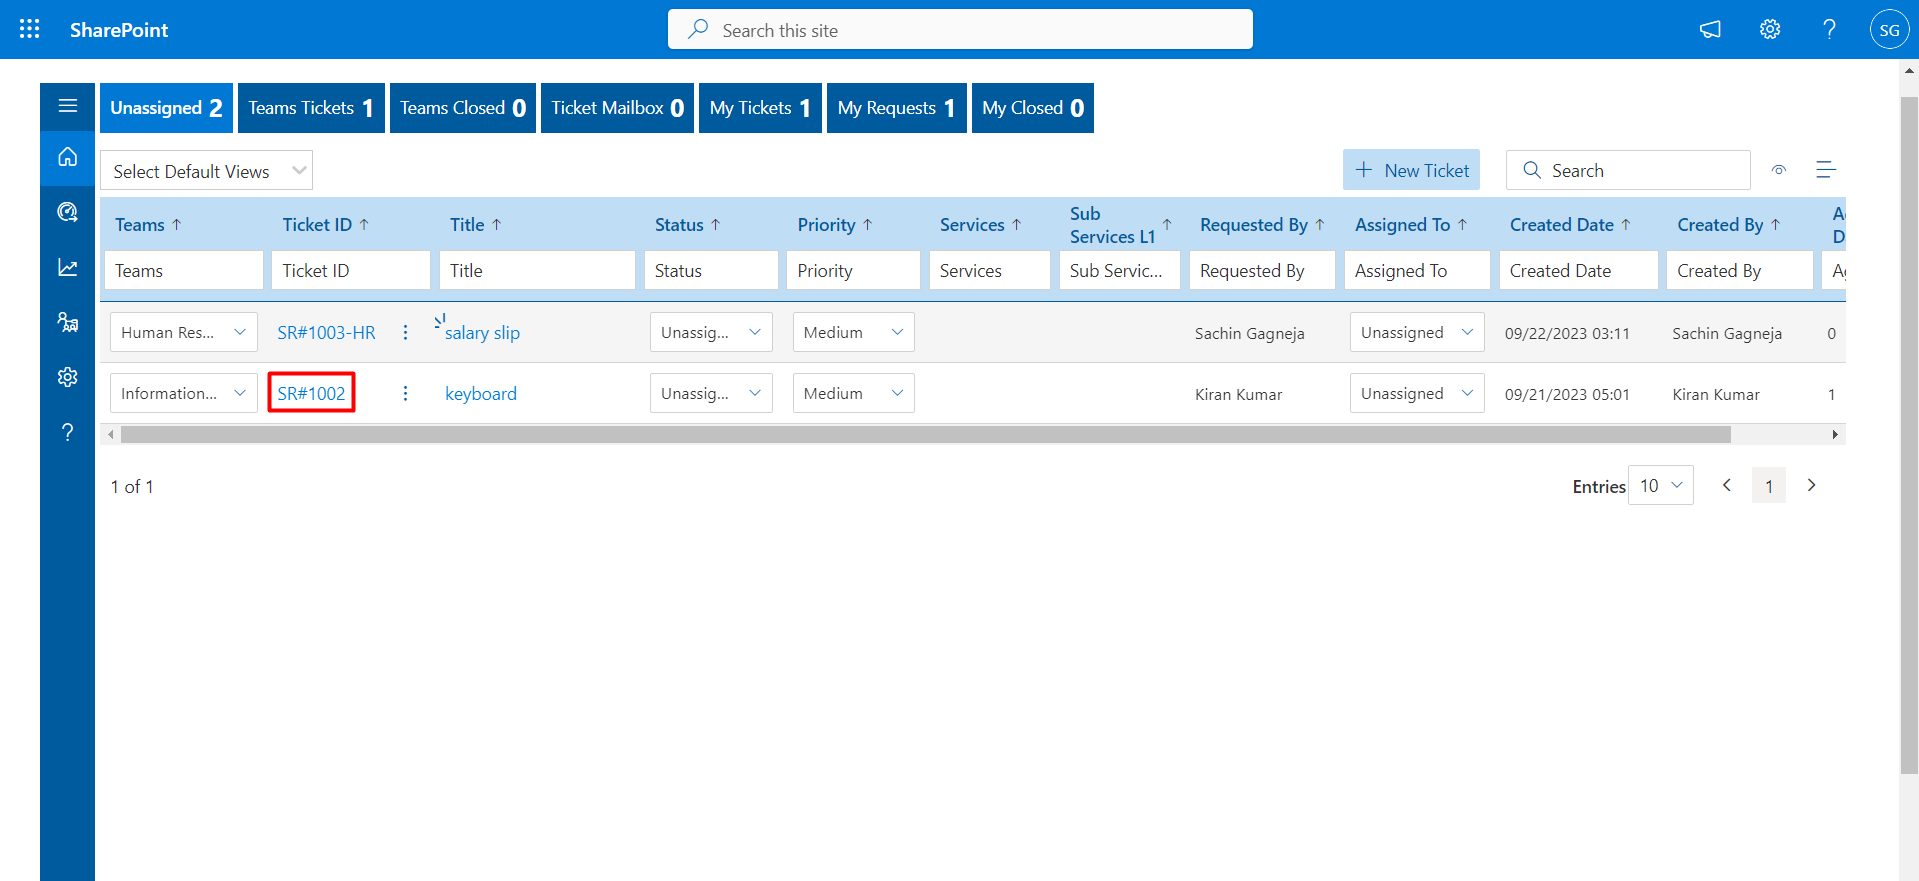 SharePoint
Search this site
SG
Unassigned 2
Teams Tickets 1
Teams Closed 0
Ticket Mailbox 0
My Tickets 1
My Requests 1
My Closed 0
Select Default Views
New Ticket
Search
Teams
Ticket ID
Title
Status
Priority
Services
Sub
Services L1
Requested By
Assigned To
Created Date
Created By
Teams
Ticket ID
Title
Status
Priority
Services
Sub Servic...
Requested By
Assigned To
Created Date
Created By
Human Res...
SR#1003-HR
salary slip
Unassig...
Medium
Sachin Gagneja
Unassigned
09/22/2023 03:11
Sachin Gagneja
0
Information...
SR#1002
keyboard
Unassig...
Medium
Kiran Kumar
Unassigned
09/21/2023 05:01
Kiran Kumar
1
1 of 1
Entries
10
1